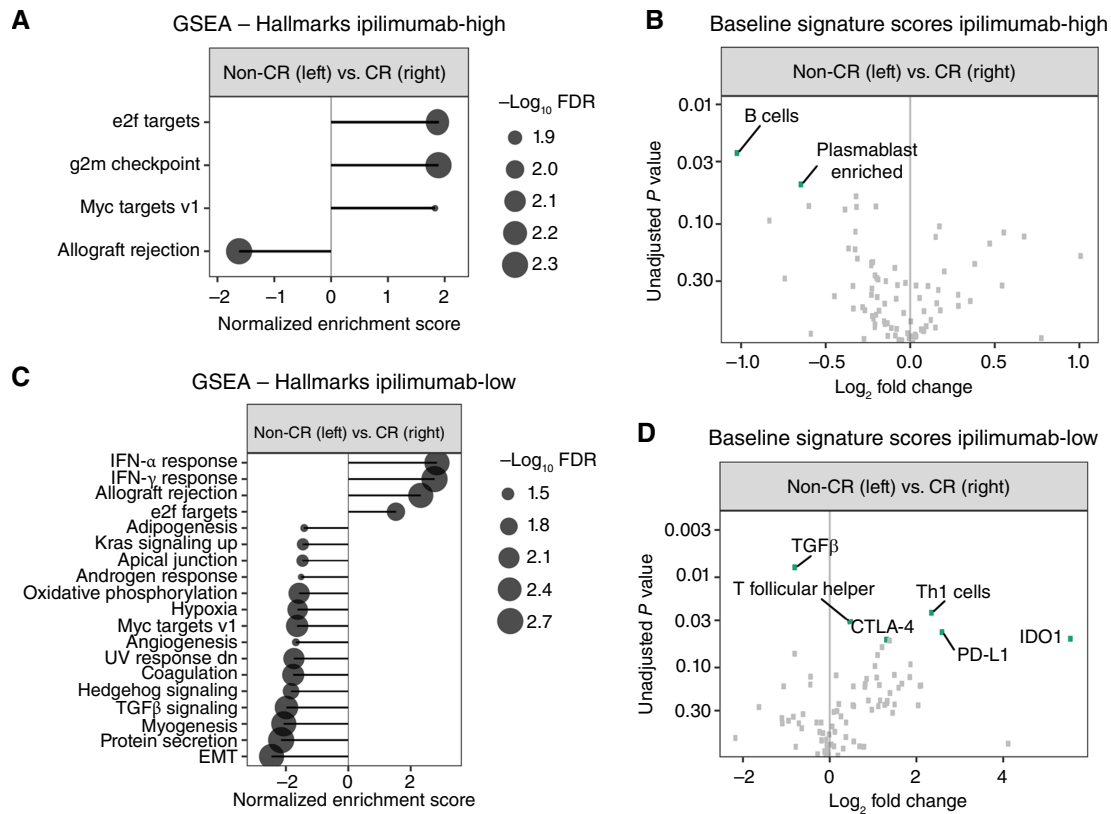 A
GSEA – Hallmarks ipilimumab-high
Non-CR (left) vs. CR (right)
e2f targets
g2m checkpoint
Myc targets v1
Allograft rejection
−2 −1 0 1 2
Normalized enrichment score
–Log10 FDR
1.9
2.0
2.1
2.2
2.3
B
Baseline signature scores ipilimumab-high
Non-CR (left) vs. CR (right)
Unadjusted P value
0.01
0.03
0.10
0.30
B cells
Plasmablast
enriched
−1.0 −0.5 0.0 0.5 1.0
Log2 fold change
C
GSEA – Hallmarks ipilimumab-low
Non-CR (left) vs. CR (right)
IFN-α response
IFN-γ response
Allograft rejection
e2f fargets
Adipogenesis
Kras signaling up
Apical junction
Androgen response
Oxidative phosphorylation
Hypoxia
Myc targets v1
Angiogenesis
UV response dn
Coagulation
Hedgehog signaling
TGFβ signaling
Myogenesis
Protein secretion
EMT
−2 0 2
Normalized enrichment score
–Log10 FDR
1.5
1.8
2.1
2.4
2.7
D
Baseline signature scores ipilimumab-low
Non-CR (left) vs. CR (right)
Unadjusted P value
0.003
0.01
0.03
0.10
0.30
TGFβ
T follicular helper
Th1 cells
CTLA-4
PD-L1
IDO1
−2 0 2 4
Log2 fold change